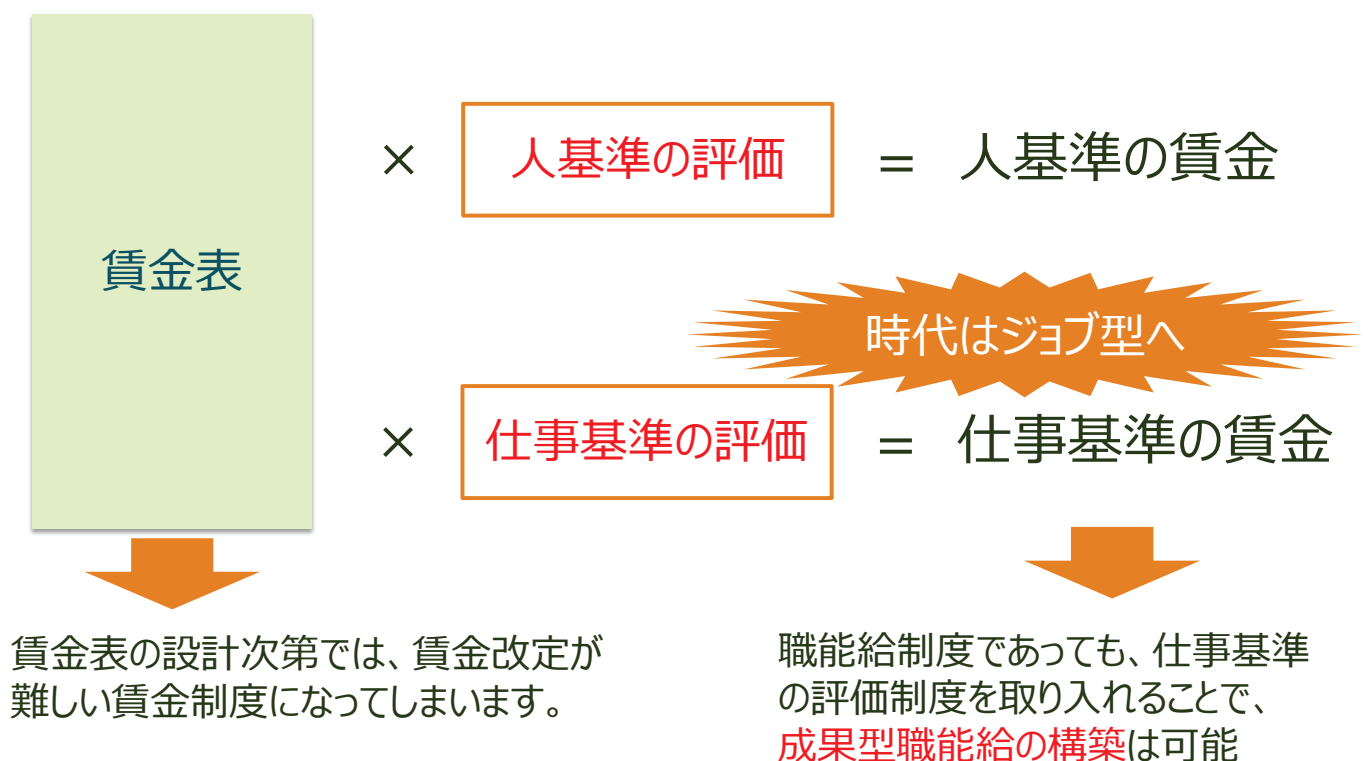 賃金表
× 人基準の評価 = 人基準の賃金
時代はジョブ型へ
× 仕事基準の評価 = 仕事基準の賃金
賃金表の設計次第では、賃金改定が
難しい賃金制度になってしまいます。
職能給制度であっても、仕事基準
の評価制度を取り入れることで、
成果型職能給の構築は可能